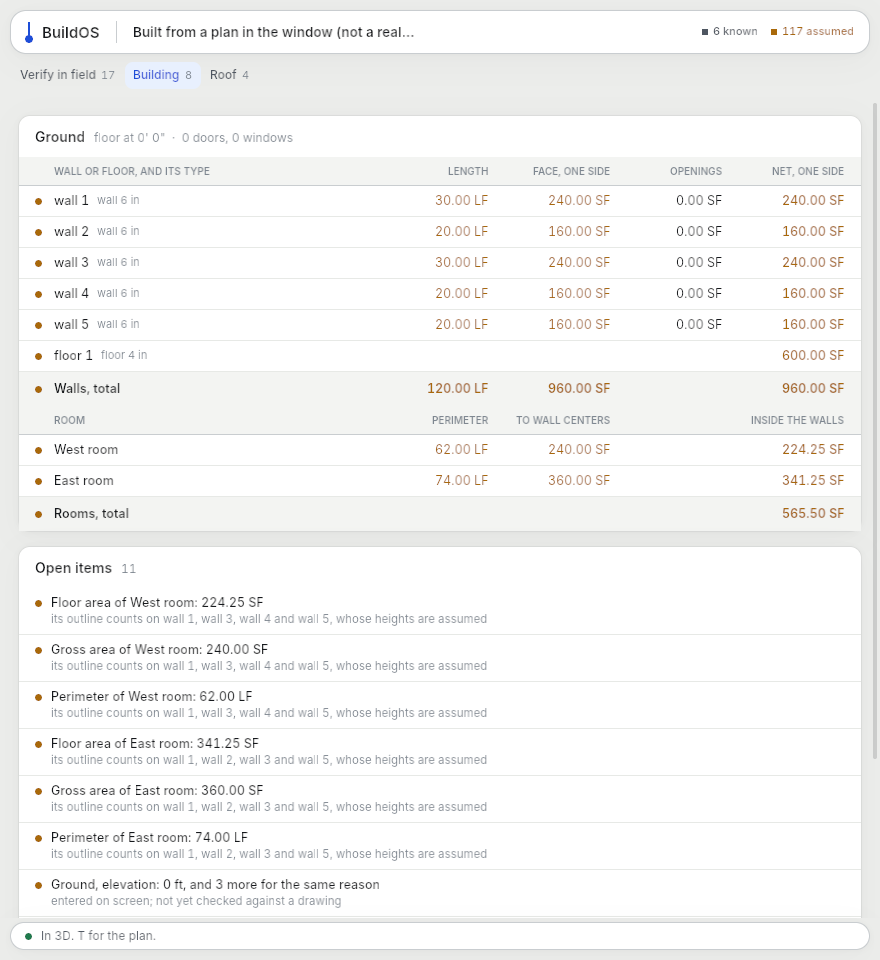 BuildOS
Built from a plan in the window (not a real...
6 known
117 assumed
Verify in field 17
Building 8
Roof 4
Ground floor at 0' 0" · 0 doors, 0 windows
WALL OR FLOOR, AND ITS TYPE LENGTH FACE, ONE SIDE OPENINGS NET, ONE SIDE
wall 1 wall 6 in 30.00 LF 240.00 SF 0.00 SF 240.00 SF
wall 2 wall 6 in 20.00 LF 160.00 SF 0.00 SF 160.00 SF
wall 3 wall 6 in 30.00 LF 240.00 SF 0.00 SF 240.00 SF
wall 4 wall 6 in 20.00 LF 160.00 SF 0.00 SF 160.00 SF
wall 5 wall 6 in 20.00 LF 160.00 SF 0.00 SF 160.00 SF
floor 1 floor 4 in 600.00 SF
Walls, total 120.00 LF 960.00 SF 960.00 SF
ROOM PERIMETER TO WALL CENTERS INSIDE THE WALLS
West room 62.00 LF 240.00 SF 224.25 SF
East room 74.00 LF 360.00 SF 341.25 SF
Rooms, total 565.50 SF
Open items 11
Floor area of West room: 224.25 SF
its outline counts on wall 1, wall 3, wall 4 and wall 5, whose heights are assumed
Gross area of West room: 240.00 SF
its outline counts on wall 1, wall 3, wall 4 and wall 5, whose heights are assumed
Perimeter of West room: 62.00 LF
its outline counts on wall 1, wall 3, wall 4 and wall 5, whose heights are assumed
Floor area of East room: 341.25 SF
its outline counts on wall 1, wall 2, wall 3 and wall 5, whose heights are assumed
Gross area of East room: 360.00 SF
its outline counts on wall 1, wall 2, wall 3 and wall 5, whose heights are assumed
Perimeter of East room: 74.00 LF
its outline counts on wall 1, wall 2, wall 3 and wall 5, whose heights are assumed
Ground, elevation: 0 ft, and 3 more for the same reason
entered on screen; not yet checked against a drawing
In 3D. T for the plan.